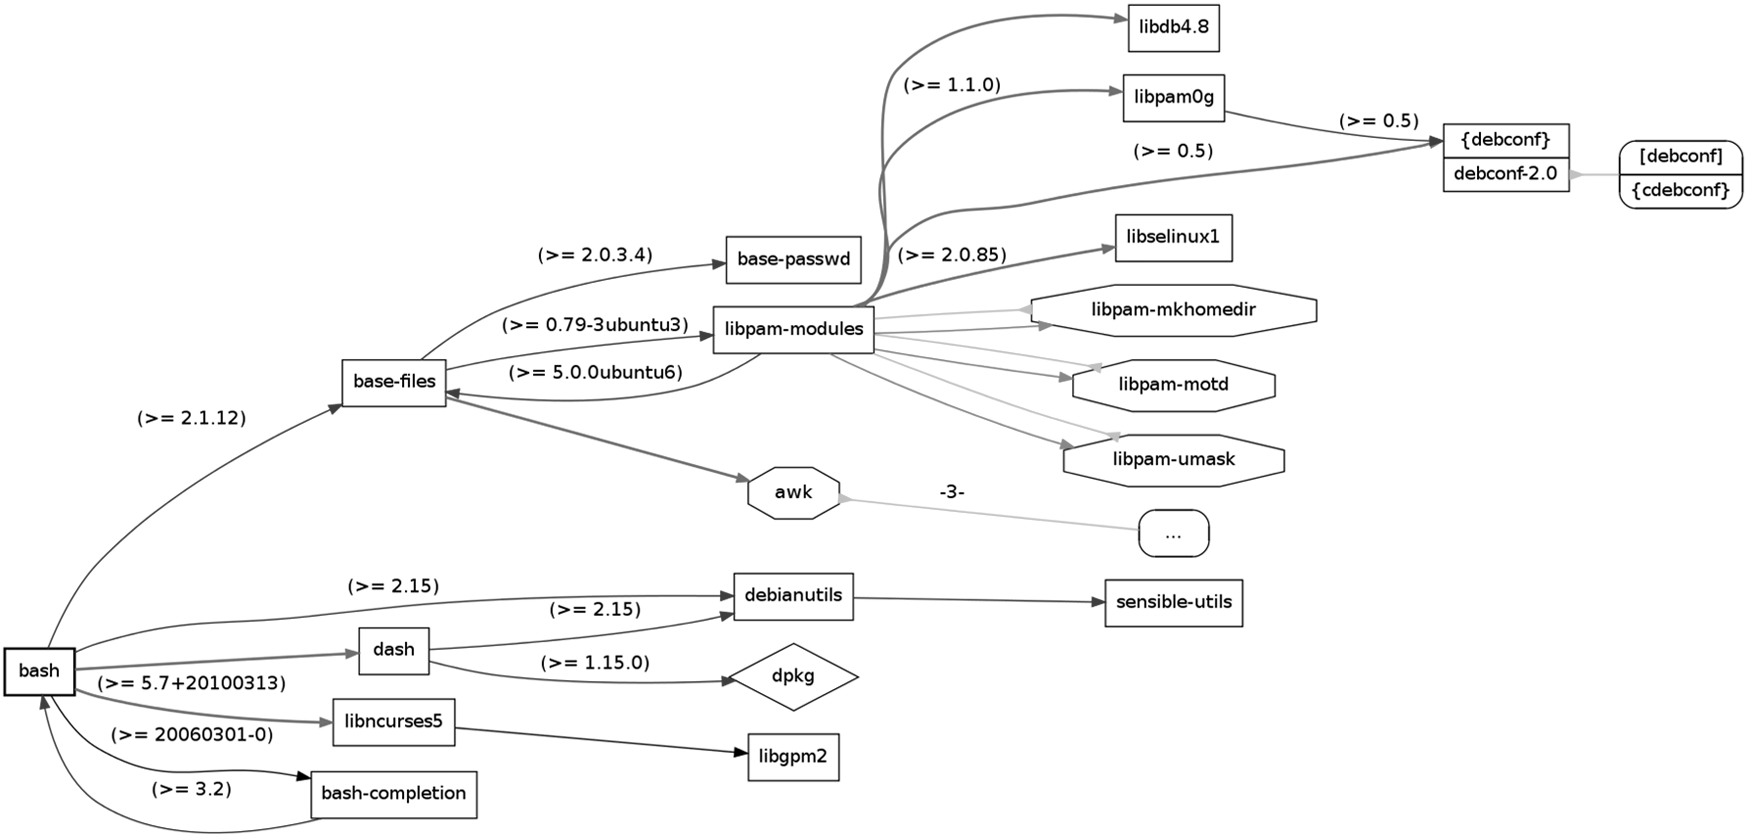 libdb4.8
(>= 1.1.0)
libpam0g
(>= 0.5)
{debconf}
debconf-2.0
[debconf]
{cdebconf}
(>= 0.5)
libselinux1
(>= 2.0.85)
(>= 2.0.3.4)
base-passwd
libpam-mkhomedir
(>= 0.79-3ubuntu3)
libpam-modules
(>= 5.0.0ubuntu6)
base-files
libpam-motd
(>= 2.1.12)
libpam-umask
awk
-3-
...
(>= 2.15)
debianutils
(>= 2.15)
sensible-utils
dash
bash
(>= 1.15.0)
dpkg
(>= 5.7+20100313)
libncurses5
(>= 20060301-0)
libgpm2
(>= 3.2)
bash-completion